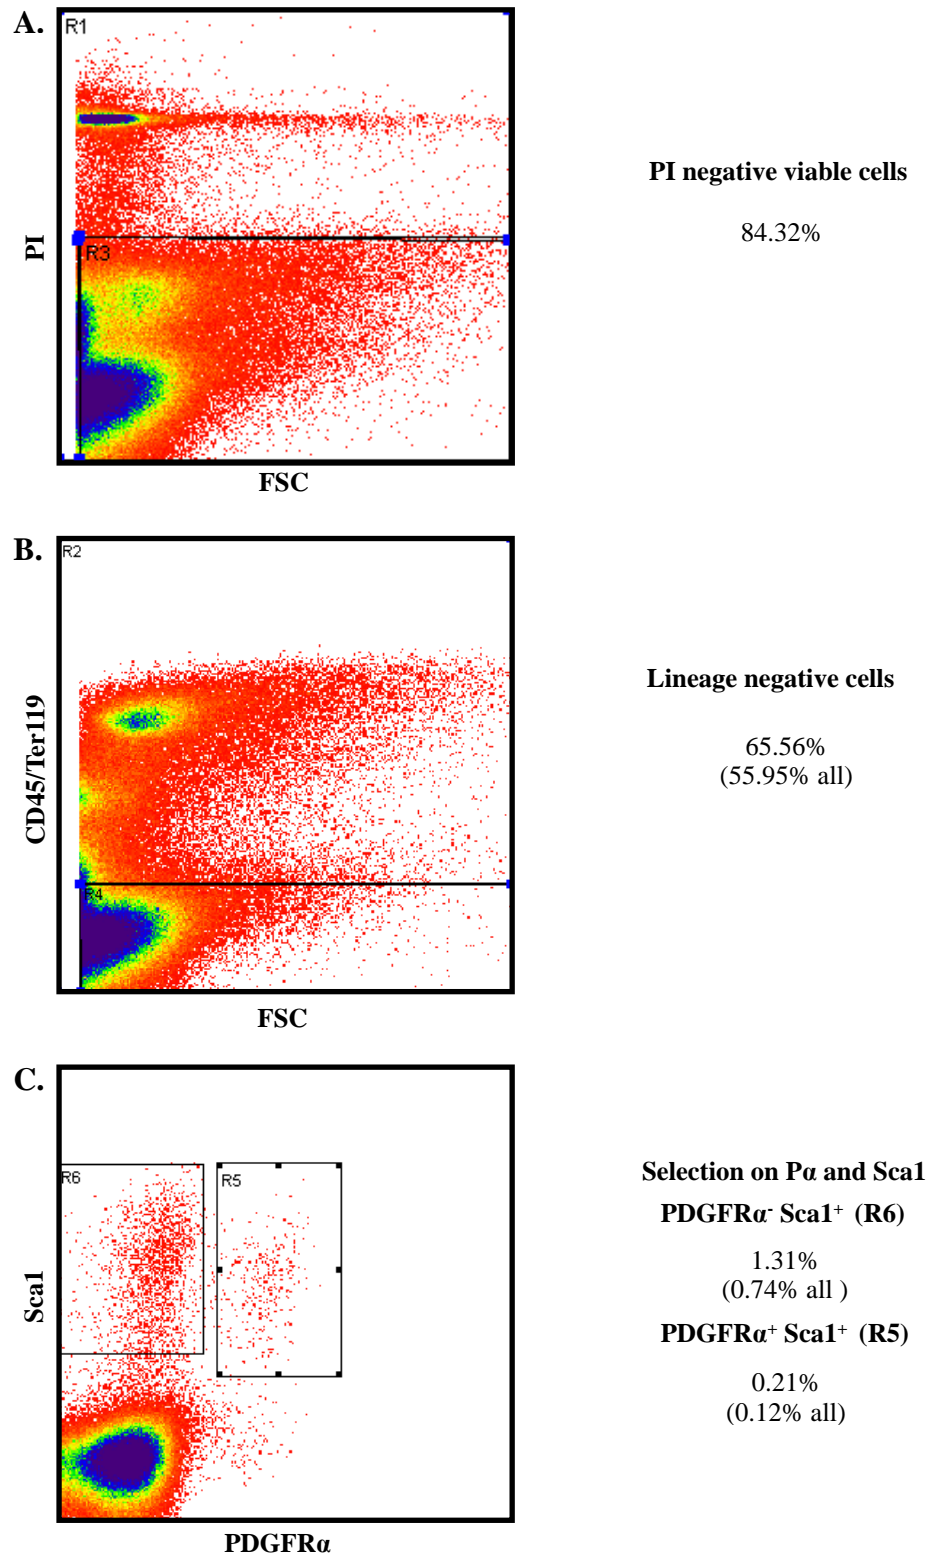 A.
R1
PI
R3
FSC
PI negative viable cells
84.32%
B.
R2
CD45/Ter119
R4
FSC
Lineage negative cells
65.56%
(55.95% all)
C.
R6
R5
Sca1
PDGFRα
Selection on Pα and Sca1
PDGFRα⁻ Sca1⁺ (R6)
1.31%
(0.74% all )
PDGFRα⁺ Sca1⁺ (R5)
0.21%
(0.12% all)